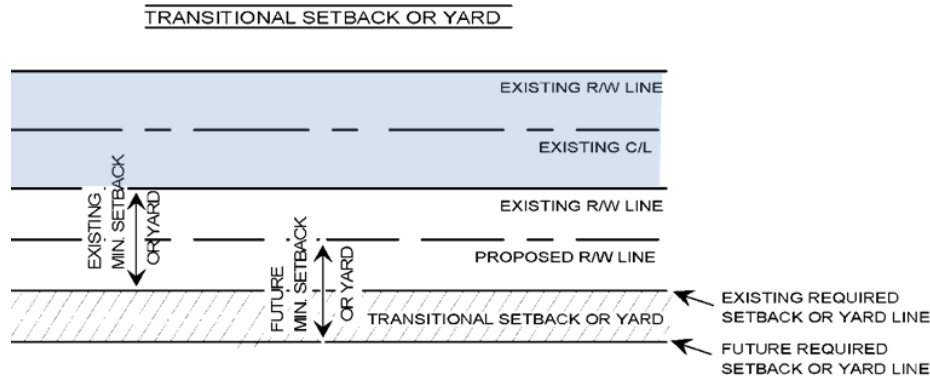 TRANSITIONAL SETBACK OR YARD
EXISTING R/W LINE
EXISTING C/L
EXISTING R/W LINE
EXISTING
MIN. SETBACK
OR YARD
PROPOSED R/W LINE
FUTURE
MIN. SETBACK
OR YARD
TRANSITIONAL SETBACK OR YARD
EXISTING REQUIRED
SETBACK OR YARD LINE
FUTURE REQUIRED
SETBACK OR YARD LINE